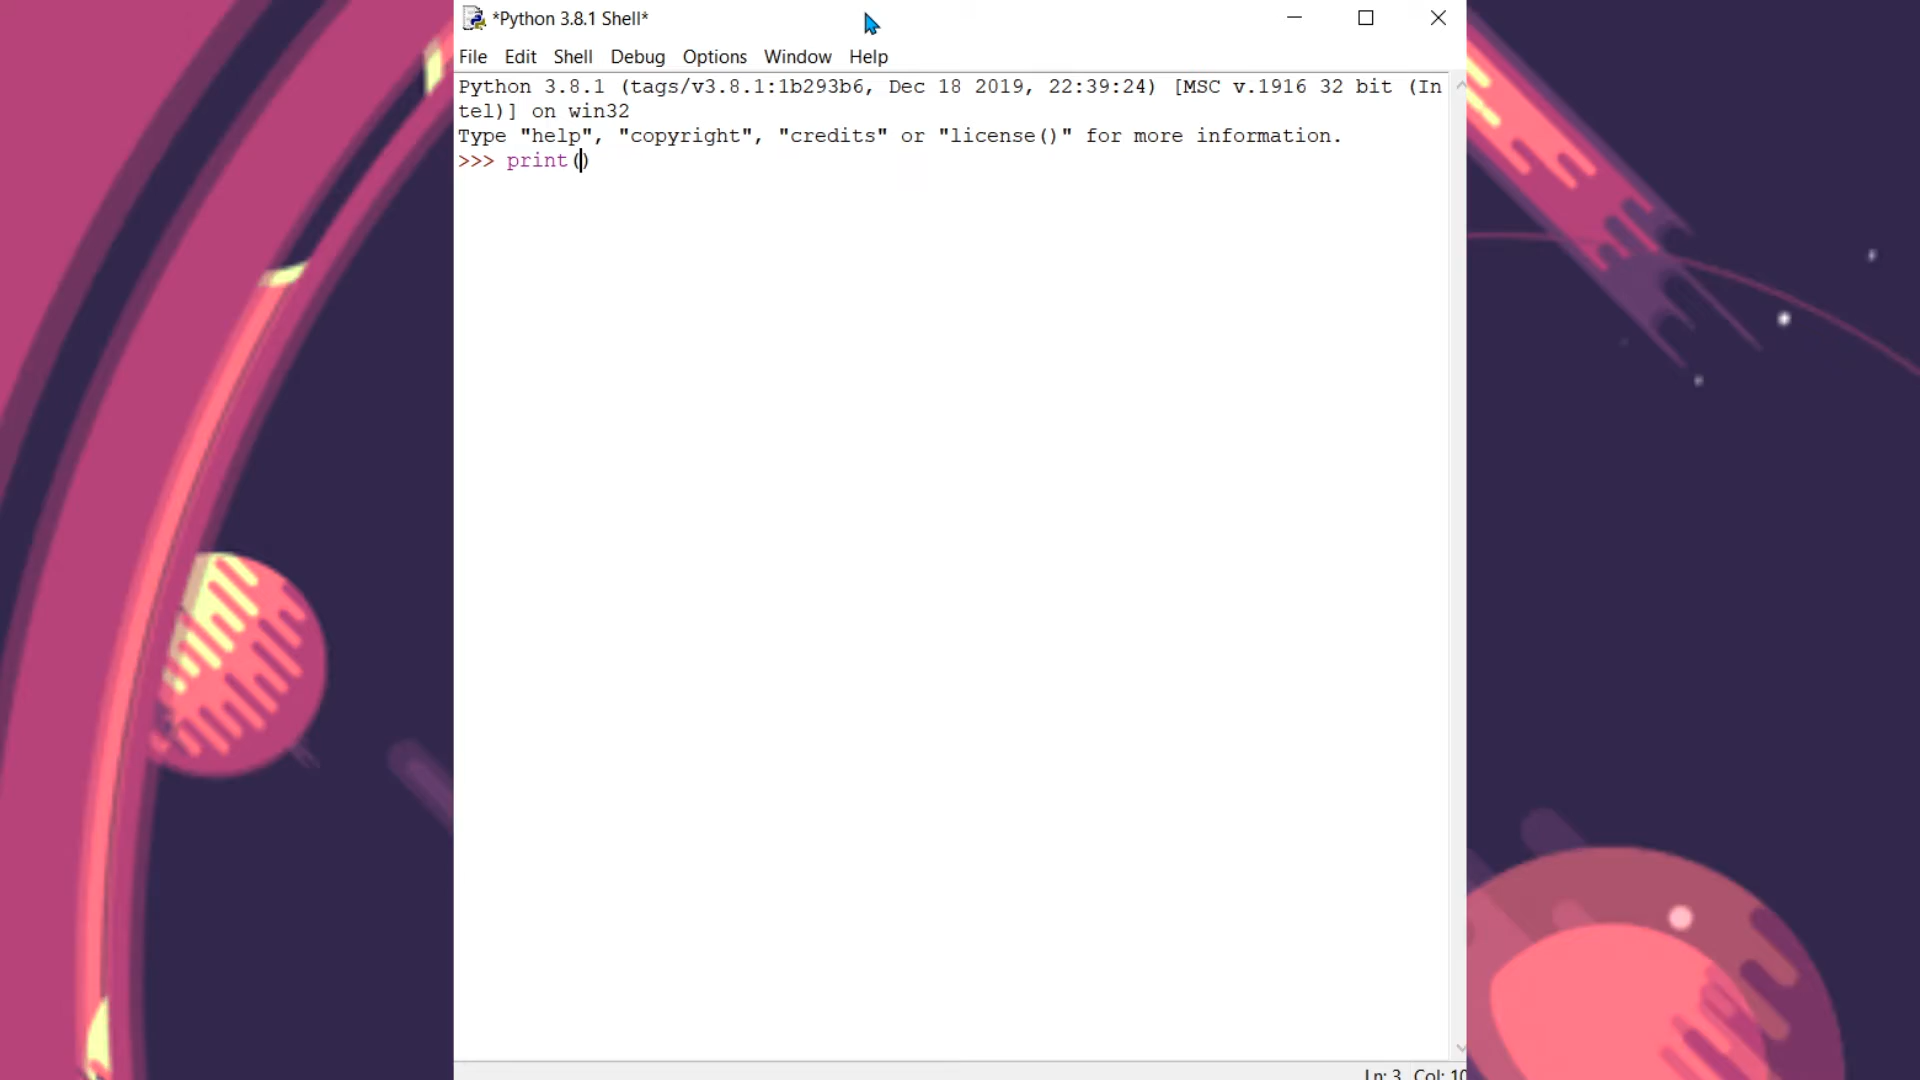 *Python 3.8.1 Shell*
File Edit Shell Debug Options Window Help
Python 3.8.1 (tags/v3.8.1:1b293b6, Dec 18 2019, 22:39:24) [MSC v.1916 32 bit (In
tel)] on win32
Type "help", "copyright", "credits" or "license()" for more information.
>>> print()
Ln: 3 Col: 10